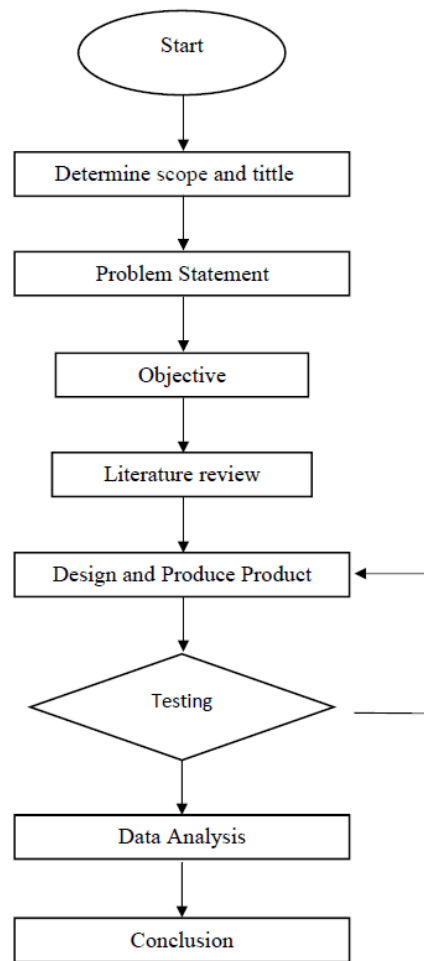 Start
Determine scope and tittle
Problem Statement
Objective
Literature review
Design and Produce Product
Testing
Data Analysis
Conclusion